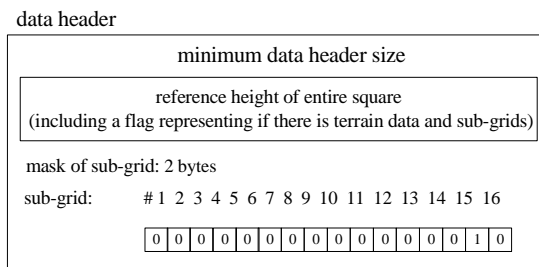 data header
minimum data header size
reference height of entire square
(including a flag representing if there is terrain data and sub-grids)
mask of sub-grid: 2 bytes
sub-grid: # 1 2 3 4 5 6 7 8 9 10 11 12 13 14 15 16
0 0 0 0 0 0 0 0 0 0 0 0 0 0 1 0